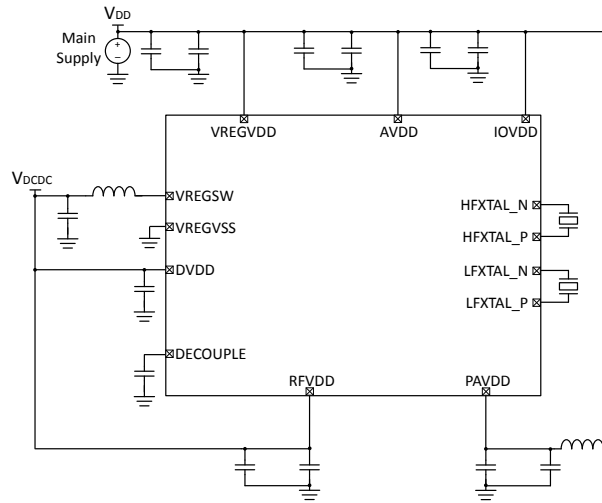 VDD
Main
Supply
+
−
VREGVDD
AVDD
IOVDD
VDCDC
VREGSW
HFXTAL_N
VREGVSS
HFXTAL_P
DVDD
LFXTAL_N
LFXTAL_P
DECOUPLE
RFVDD
PAVDD